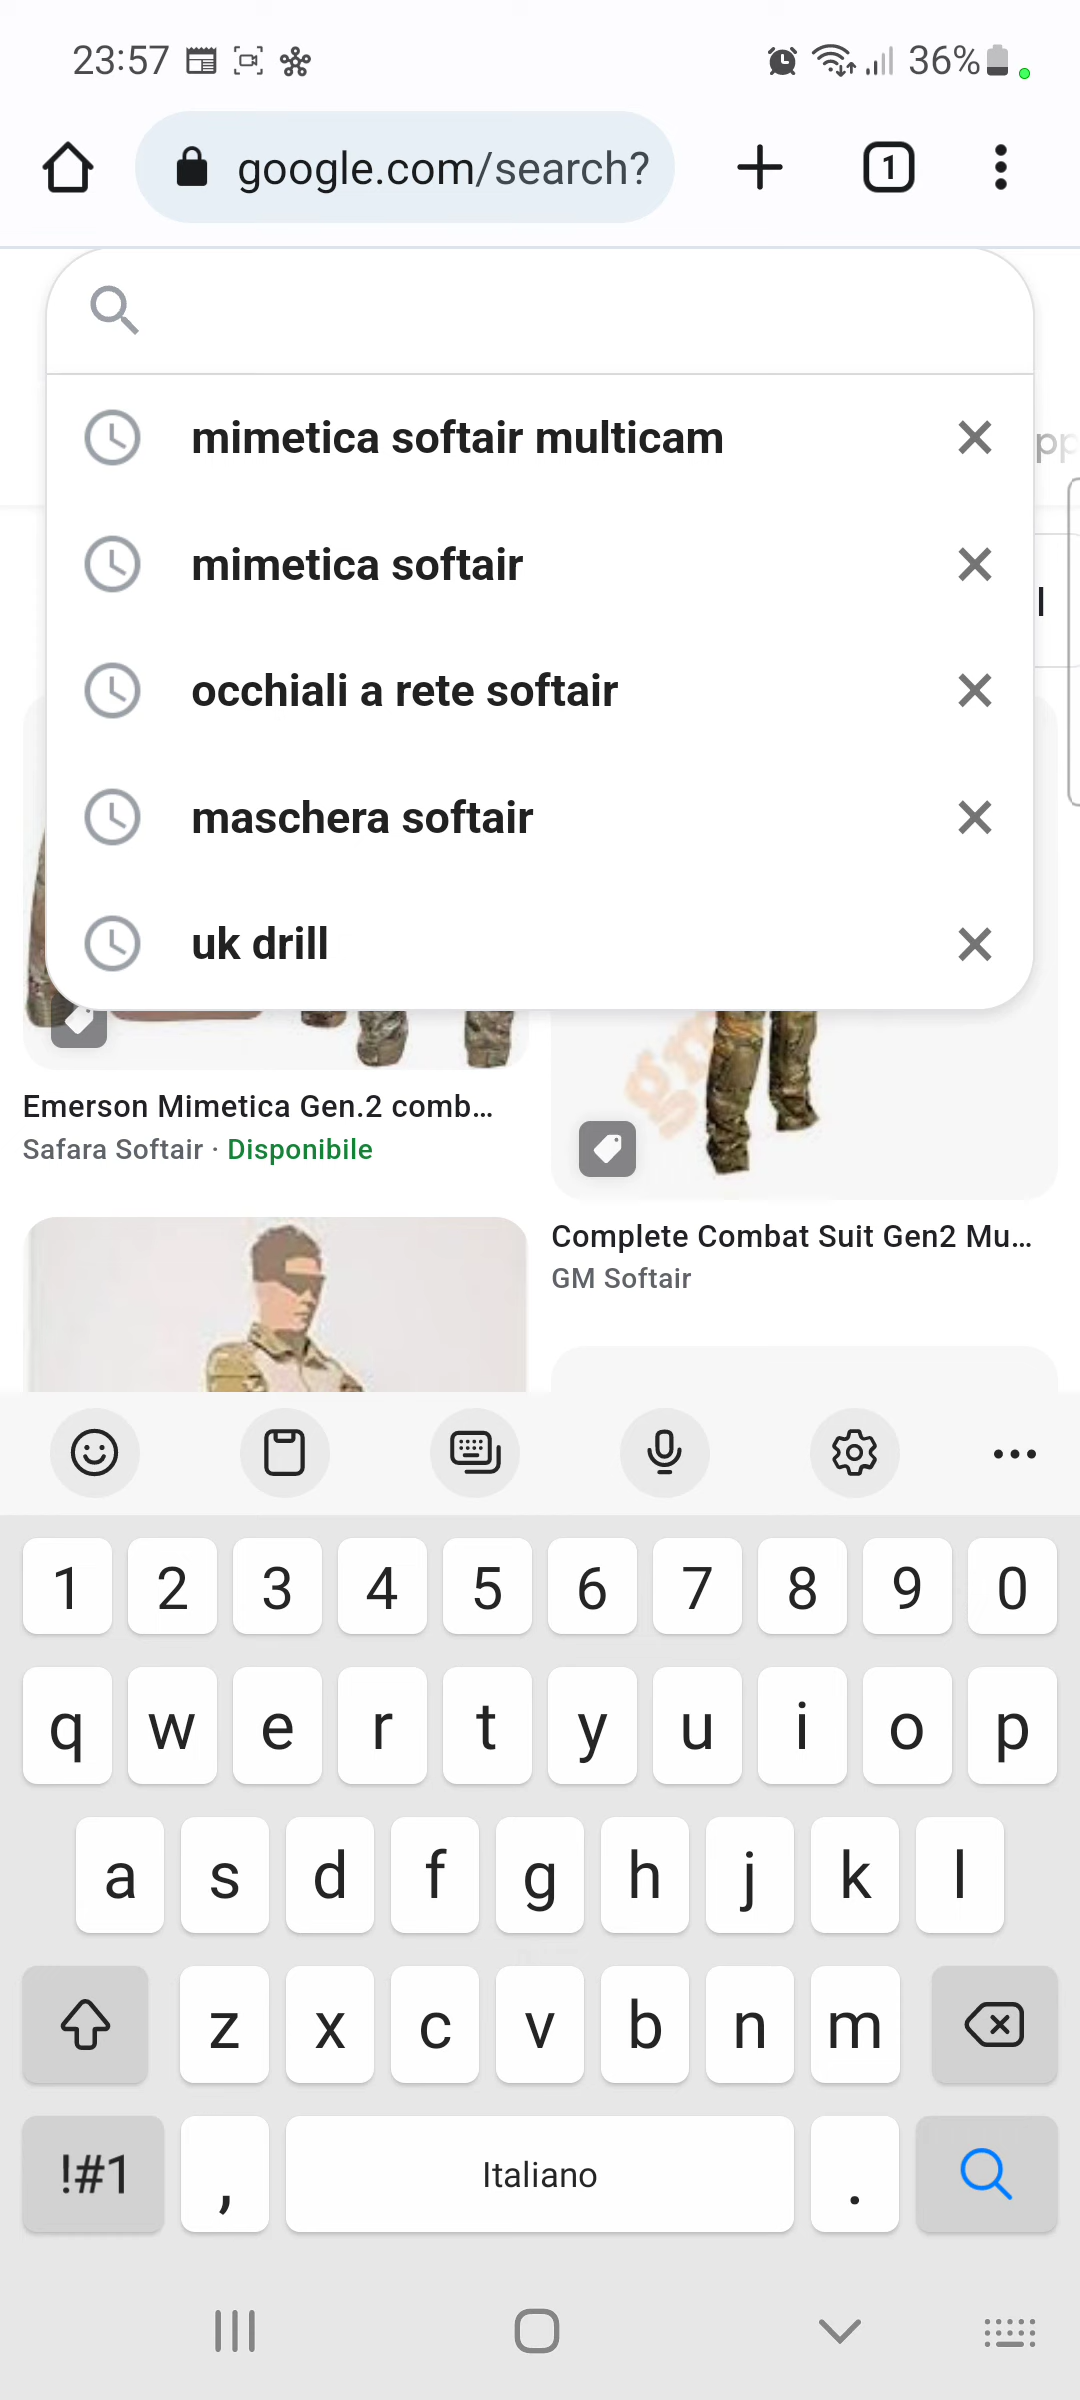 23:57
36%
google.com/search?
1
mimetica softair multicam
mimetica softair
occhiali a rete softair
maschera softair
uk drill
Emerson Mimetica Gen.2 comb...
Safara Softair · Disponibile
Complete Combat Suit Gen2 Mu...
GM Softair
1 2 3 4 5 6 7 8 9 0
q w e r t y u i o p
a s d f g h j k l
z x c v b n m
!#1 , Italiano .